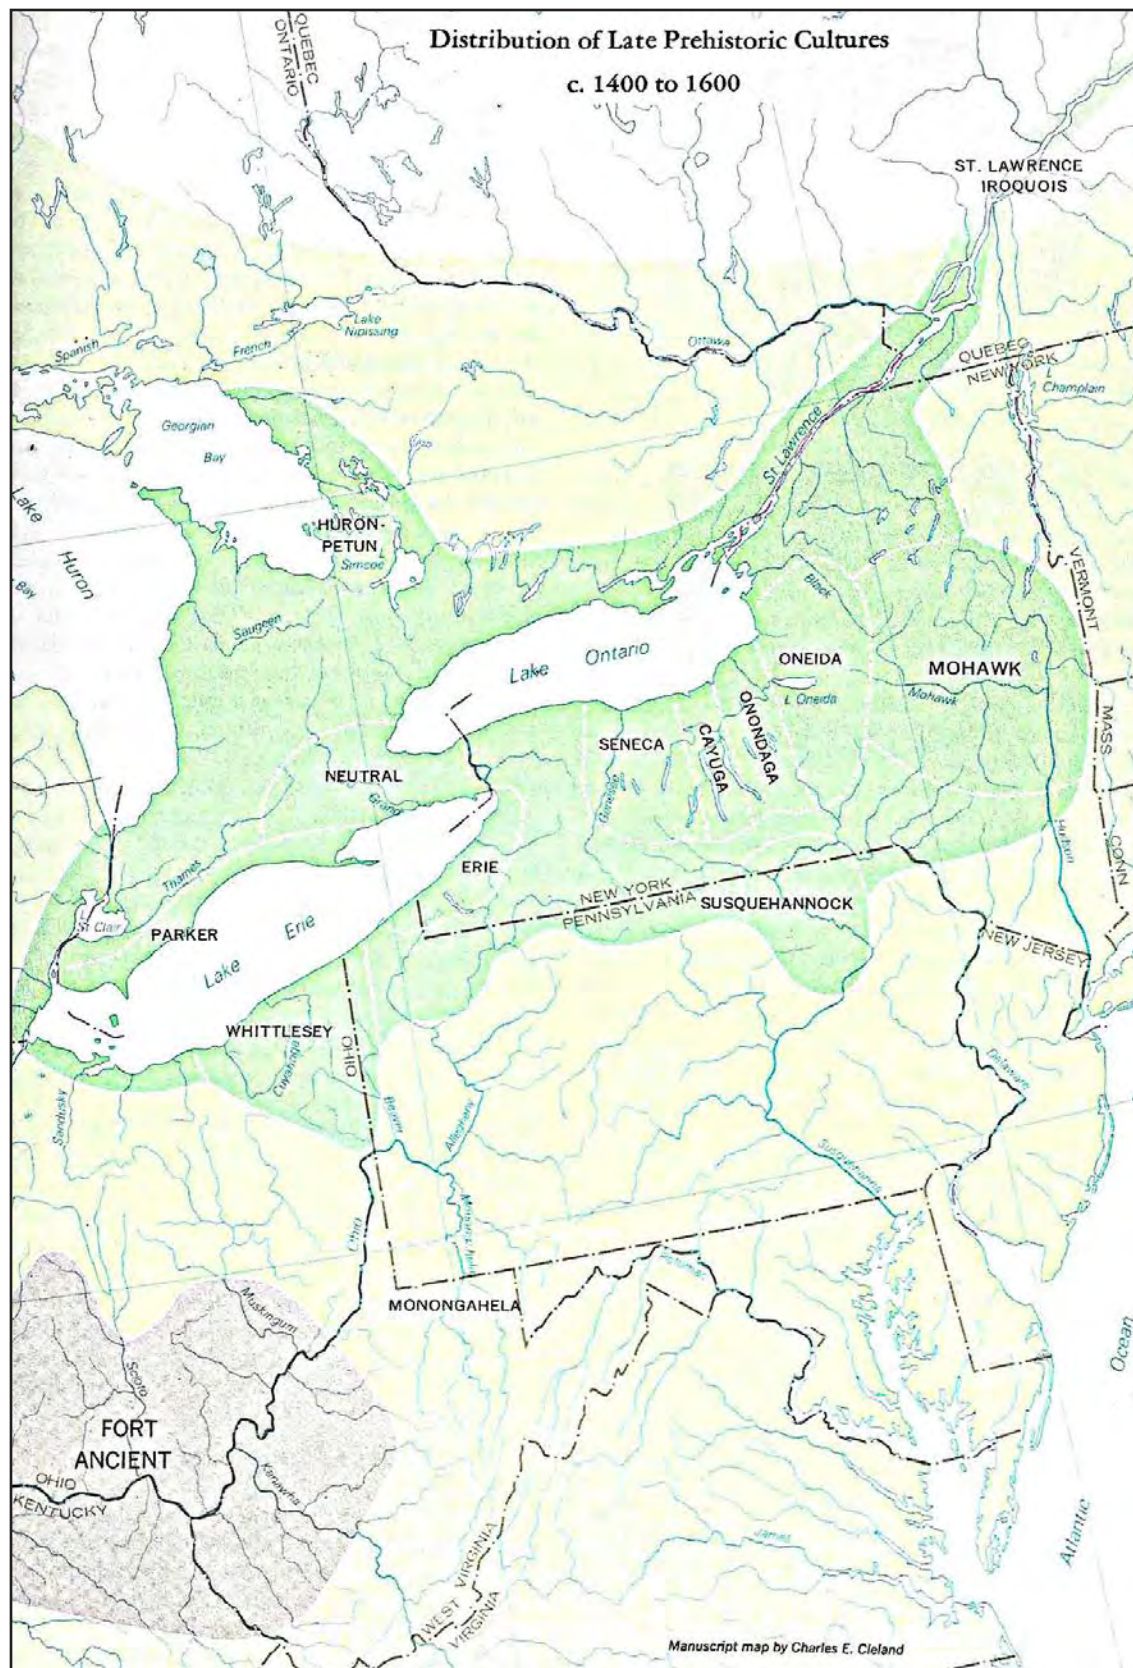 Distribution of Late Prehistoric Cultures
c. 1400 to 1600
QUEBEC
ONTARIO
ST. LAWRENCE
IROQUOIS
Lake
Nipissing
Spanish
French
Ottawa
QUEBEC
NEW YORK
L
Champlain
Georgian
Bay
St Lawrence
Lake
Huron
Bay
HURON-
PETUN
L
Simcoe
Saugeen
Black
VERMONT
Lake Ontario
ONEIDA
MOHAWK
L Oneida
Mohawk
MASS
CONN
SENECA
CAYUGA
ONONDAGA
NEUTRAL
Grand
Genesee
Hudson
Thames
ERIE
NEW YORK
PENNSYLVANIA
SUSQUEHANNOCK
L
St Clair
PARKER
Lake Erie
NEW JERSEY
WHITTLESEY
Cuyahoga
OHIO
Sandusky
Beaver
Allegheny
Delaware
Susquehanna
Ohio
Monongahela
Potomac
MONONGAHELA
Muskingum
Scioto
FORT
ANCIENT
OHIO
KENTUCKY
Kanawha
James
WEST VIRGINIA
VIRGINIA
Atlantic Ocean
Manuscript map by Charles E. Cleland